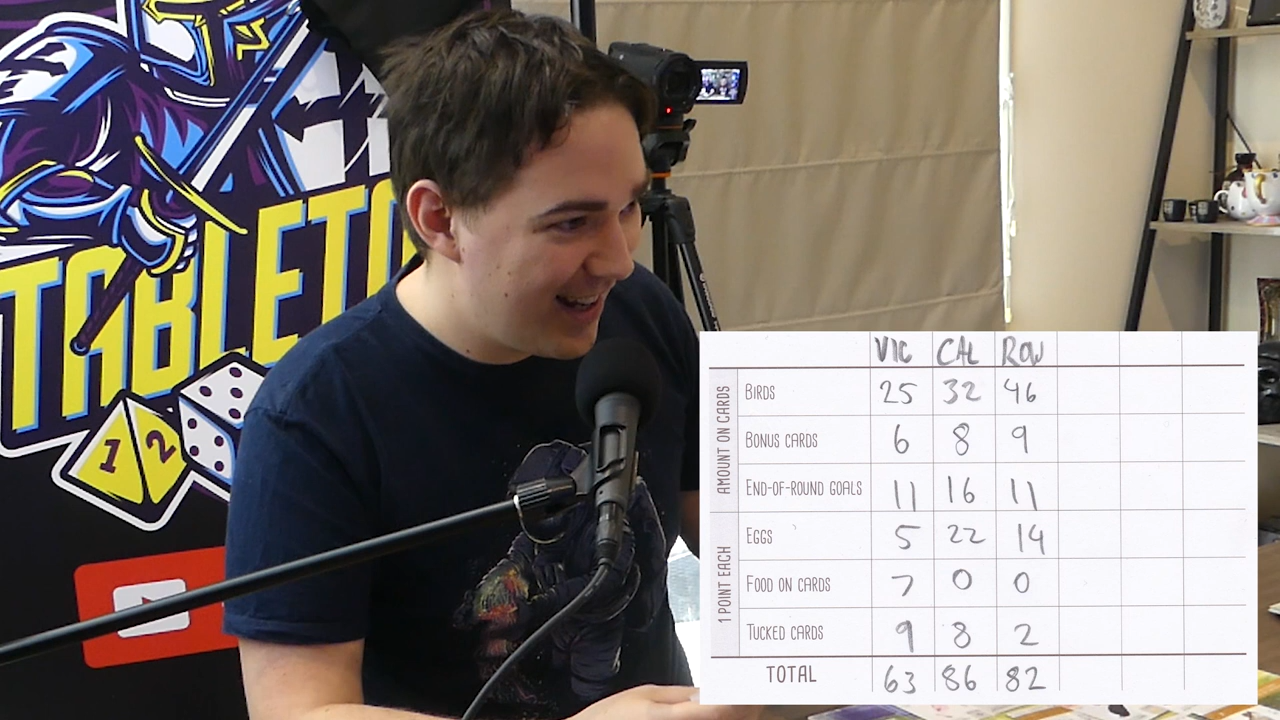 TABLETO
1 2
VIC CAL ROW
AMOUNT ON CARDS
BIRDS 25 32 46
BONUS CARDS 6 8 9
END-OF-ROUND GOALS 11 16 11
1 POINT EACH
EGGS 5 22 14
FOOD ON CARDS 7 0 0
TUCKED CARDS 9 8 2
TOTAL 63 86 82